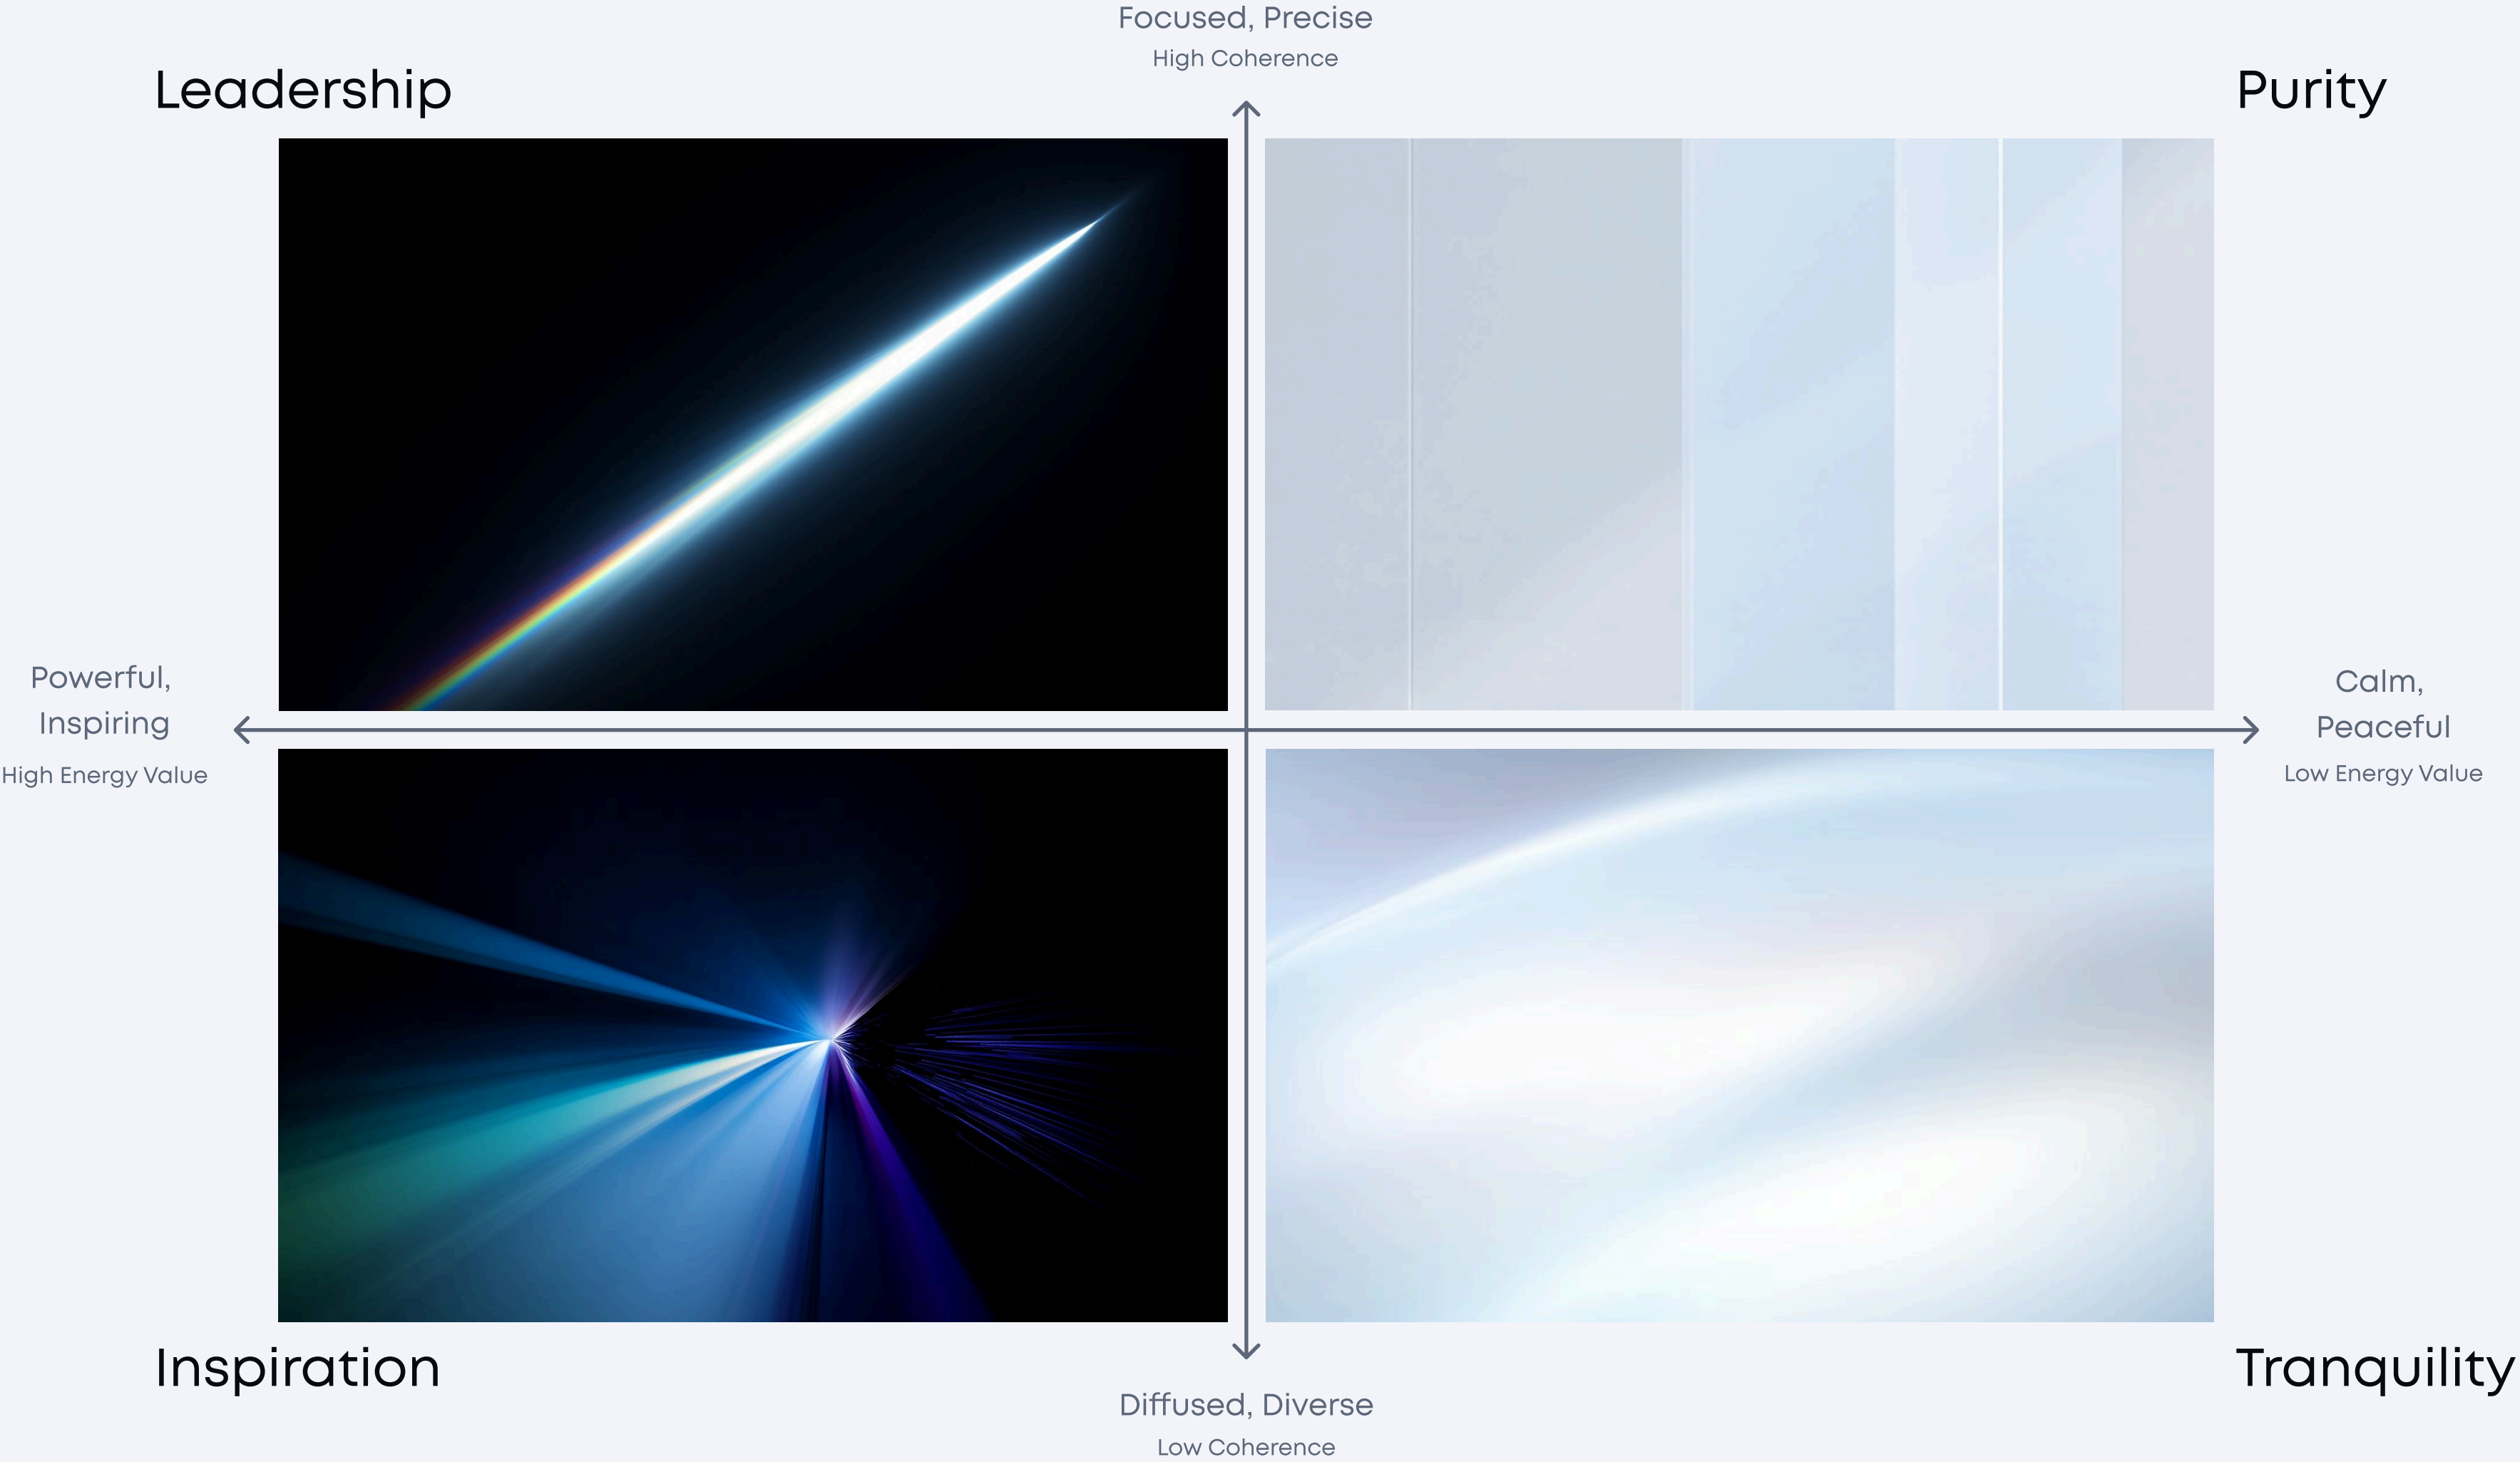 Focused, Precise
High Coherence
Leadership
Purity
Powerful,
Inspiring
High Energy Value
Calm,
Peaceful
Low Energy Value
Inspiration
Tranquility
Diffused, Diverse
Low Coherence